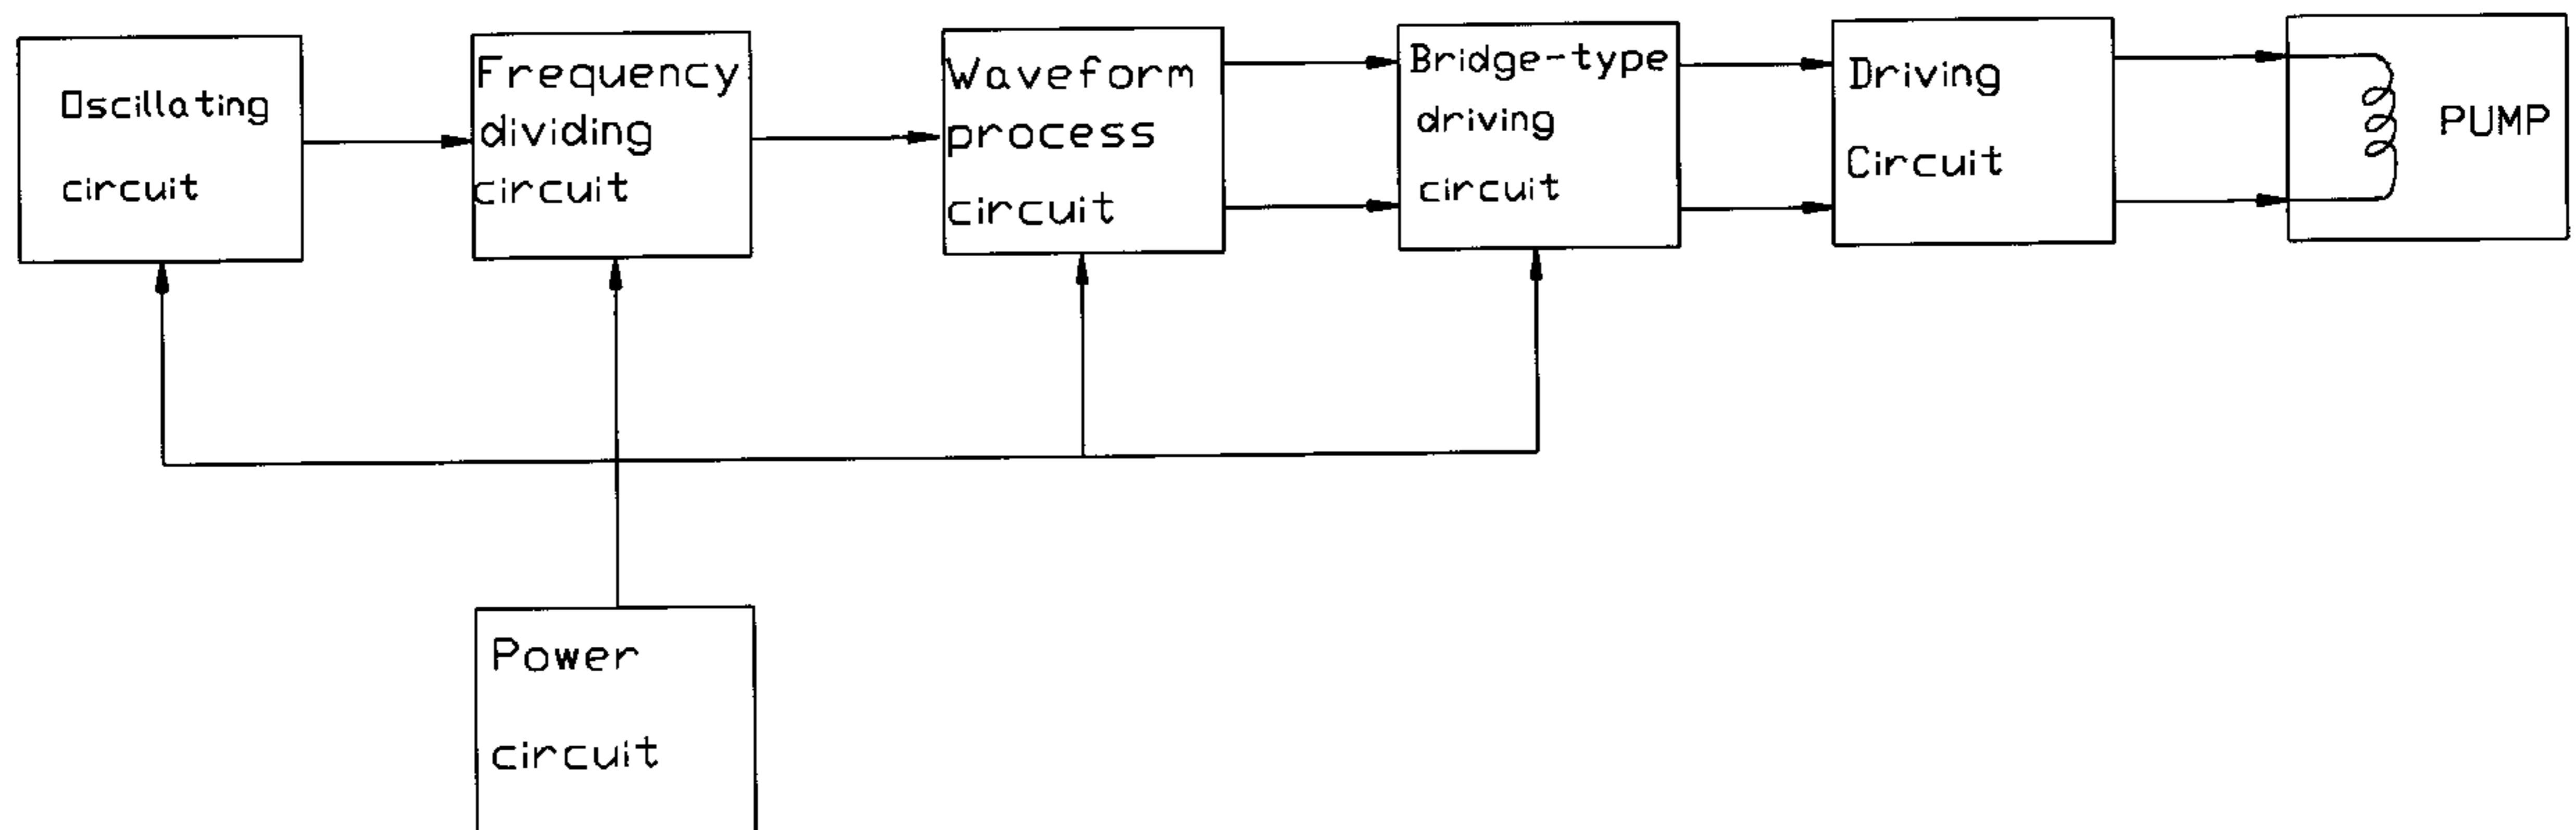 Oscillating
circuit
Frequency
dividing
circuit
Waveform
process
circuit
Bridge-type
driving
circuit
Driving
Circuit
PUMP
Power
circuit